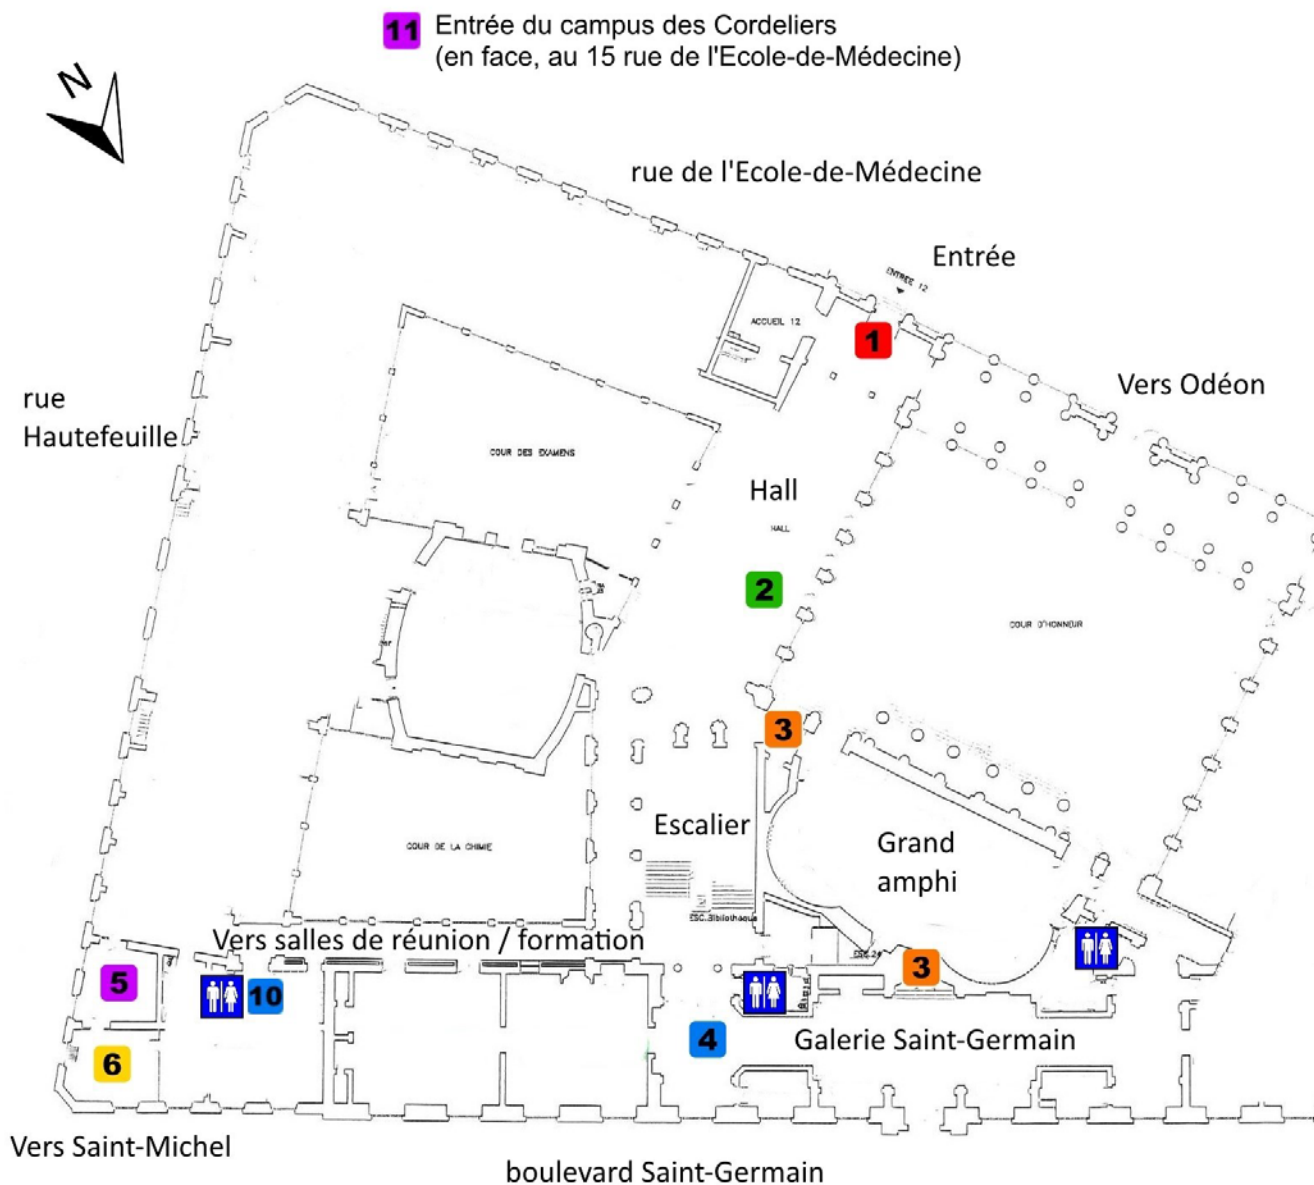 11 Entrée du campus des Cordeliers
(en face, au 15 rue de l'Ecole-de-Médecine)
N
rue de l'Ecole-de-Médecine
Entrée
ENTREE 12
ACCUEIL 12
1
Vers Odéon
rue
Hautefeuille
COUR DES EXAMENS
Hall
HALL
2
COUR D'HONNEUR
3
Escalier
Grand
amphi
COUR DE LA CHIMIE
ESC.Bibliothèque
Vers salles de réunion / formation
ESC.24
3
5
10
4
Galerie Saint-Germain
6
Vers Saint-Michel
boulevard Saint-Germain